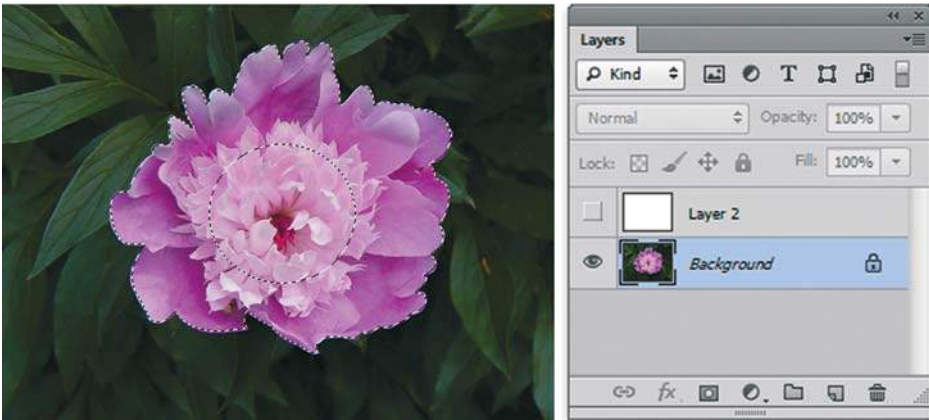 Layers
Kind T
Normal Opacity: 100%
Lock: Fill: 100%
Layer 2
Background
fx